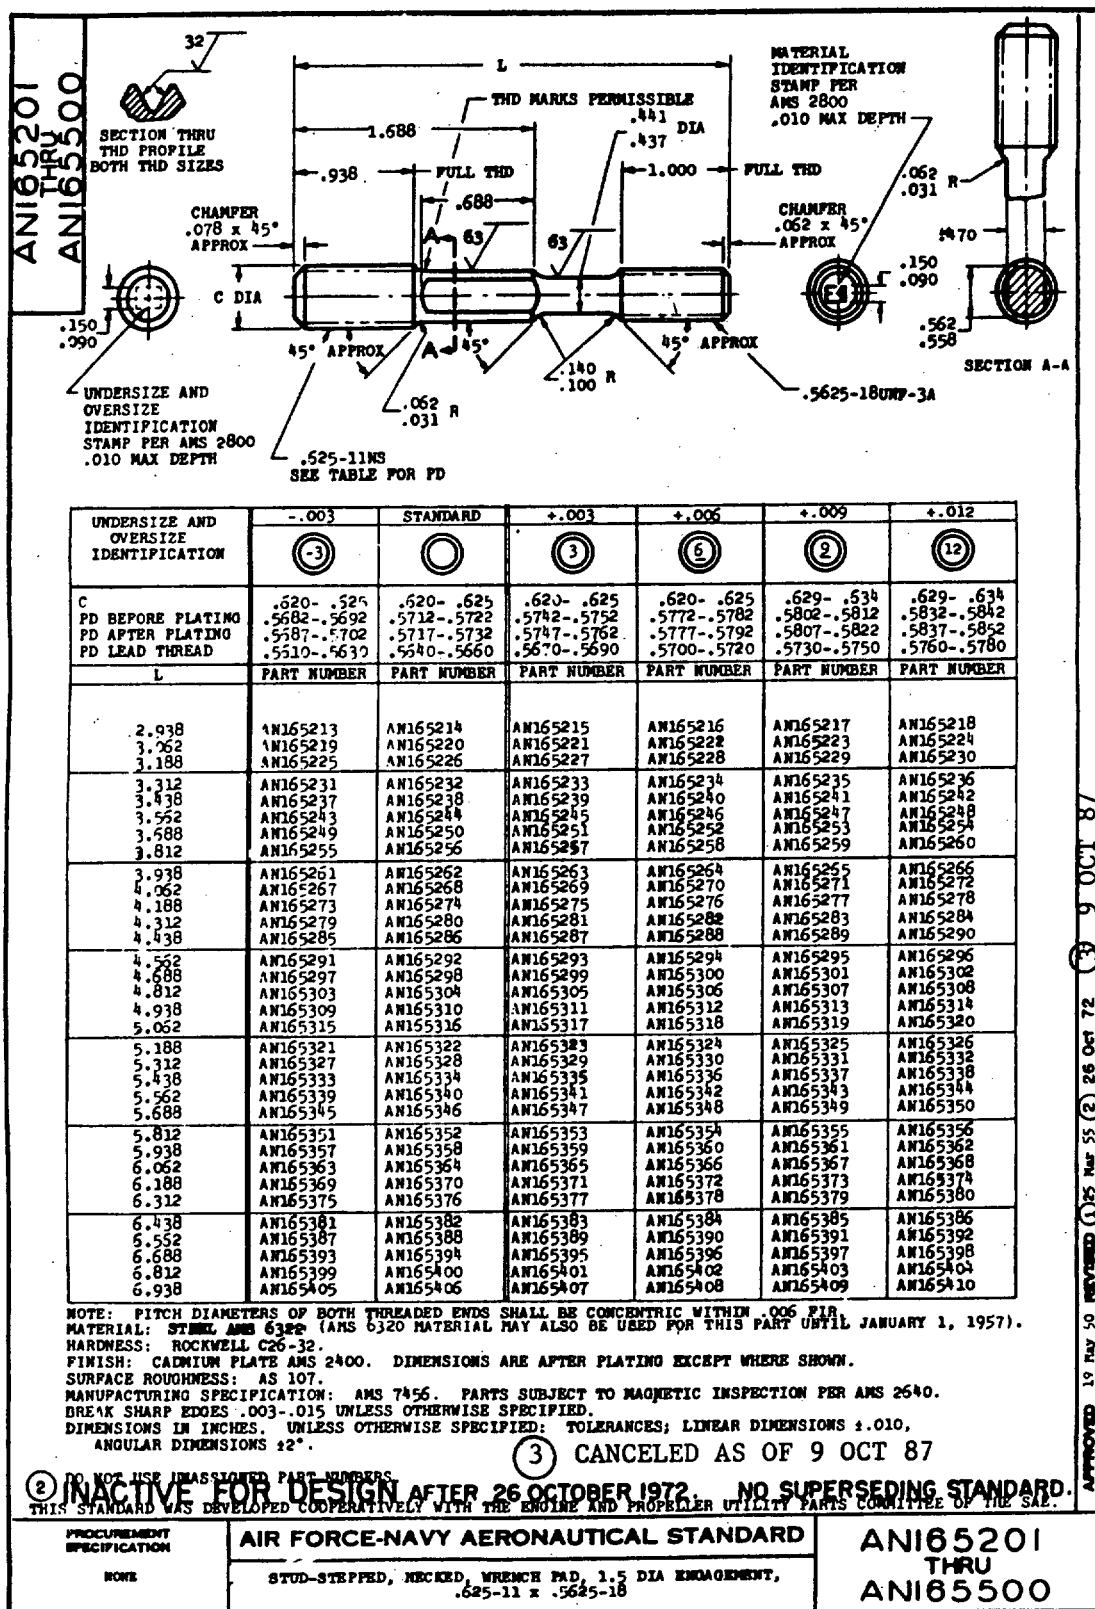 AN165201
THRU
AN165500
32
SECTION THRU
THD PROFILE
BOTH THD SIZES
L
THD MARKS PERMISSIBLE
.441
.437 DIA
MATERIAL
IDENTIFICATION
STAMP PER
AMS 2800
.010 MAX DEPTH
1.688
.938 FULL THD
1.000 FULL THD
.688
.062
.031 R
CHAMFER
.078 x 45°
APPROX
CHAMFER
.062 x 45°
APPROX
A
63
63
.470
C DIA
.150
.090
.150
.090
45° APPROX
A
45°
45° APPROX
.562
.558
SECTION A-A
.140
.100 R
.062
.031 R
.5625-18UNF-3A
UNDERSIZE AND
OVERSIZE
IDENTIFICATION
STAMP PER AMS 2800
.010 MAX DEPTH
.625-11NS
SEE TABLE FOR PD
UNDERSIZE AND
OVERSIZE
IDENTIFICATION
-.003 STANDARD +.003 +.006 +.009 +.012
-3 3 6 9 12
C .620- .625 .620- .625 .620- .625 .620- .625 .629- .634 .629- .634
PD BEFORE PLATING .5682-.5692 .5712-.5722 .5742-.5752 .5772-.5782 .5802-.5812 .5832-.5842
PD AFTER PLATING .5687-.5702 .5717-.5732 .5747-.5762 .5777-.5792 .5807-.5822 .5837-.5852
PD LEAD THREAD .5610-.5630 .5640-.5660 .5670-.5690 .5700-.5720 .5730-.5750 .5760-.5780
L PART NUMBER PART NUMBER PART NUMBER PART NUMBER PART NUMBER PART NUMBER
2.938 AN165213 AN165214 AN165215 AN165216 AN165217 AN165218
3.062 AN165219 AN165220 AN165221 AN165222 AN165223 AN165224
3.188 AN165225 AN165226 AN165227 AN165228 AN165229 AN165230
3.312 AN165231 AN165232 AN165233 AN165234 AN165235 AN165236
3.438 AN165237 AN165238 AN165239 AN165240 AN165241 AN165242
3.562 AN165243 AN165244 AN165245 AN165246 AN165247 AN165248
3.688 AN165249 AN165250 AN165251 AN165252 AN165253 AN165254
3.812 AN165255 AN165256 AN165257 AN165258 AN165259 AN165260
3.938 AN165261 AN165262 AN165263 AN165264 AN165265 AN165266
4.062 AN165267 AN165268 AN165269 AN165270 AN165271 AN165272
4.188 AN165273 AN165274 AN165275 AN165276 AN165277 AN165278
4.312 AN165279 AN165280 AN165281 AN165282 AN165283 AN165284
4.438 AN165285 AN165286 AN165287 AN165288 AN165289 AN165290
4.562 AN165291 AN165292 AN165293 AN165294 AN165295 AN165296
4.688 AN165297 AN165298 AN165299 AN165300 AN165301 AN165302
4.812 AN165303 AN165304 AN165305 AN165306 AN165307 AN165308
4.938 AN165309 AN165310 AN165311 AN165312 AN165313 AN165314
5.062 AN165315 AN165316 AN165317 AN165318 AN165319 AN165320
5.188 AN165321 AN165322 AN165323 AN165324 AN165325 AN165326
5.312 AN165327 AN165328 AN165329 AN165330 AN165331 AN165332
5.438 AN165333 AN165334 AN165335 AN165336 AN165337 AN165338
5.562 AN165339 AN165340 AN165341 AN165342 AN165343 AN165344
5.688 AN165345 AN165346 AN165347 AN165348 AN165349 AN165350
5.812 AN165351 AN165352 AN165353 AN165354 AN165355 AN165356
5.938 AN165357 AN165358 AN165359 AN165360 AN165361 AN165362
6.062 AN165363 AN165364 AN165365 AN165366 AN165367 AN165368
6.188 AN165369 AN165370 AN165371 AN165372 AN165373 AN165374
6.312 AN165375 AN165376 AN165377 AN165378 AN165379 AN165380
6.438 AN165381 AN165382 AN165383 AN165384 AN165385 AN165386
6.562 AN165387 AN165388 AN165389 AN165390 AN165391 AN165392
6.688 AN165393 AN165394 AN165395 AN165396 AN165397 AN165398
6.812 AN165399 AN165400 AN165401 AN165402 AN165403 AN165404
6.938 AN165405 AN165406 AN165407 AN165408 AN165409 AN165410
NOTE: PITCH DIAMETERS OF BOTH THREADED ENDS SHALL BE CONCENTRIC WITHIN .006 FIR.
MATERIAL: STEEL AMS 6322 (AMS 6320 MATERIAL MAY ALSO BE USED FOR THIS PART UNTIL JANUARY 1, 1957).
HARDNESS: ROCKWELL C26-32.
FINISH: CADMIUM PLATE AMS 2400. DIMENSIONS ARE AFTER PLATING EXCEPT WHERE SHOWN.
SURFACE ROUGHNESS: AS 107.
MANUFACTURING SPECIFICATION: AMS 7456. PARTS SUBJECT TO MAGNETIC INSPECTION PER AMS 2640.
BREAK SHARP EDGES .003-.015 UNLESS OTHERWISE SPECIFIED.
DIMENSIONS IN INCHES. UNLESS OTHERWISE SPECIFIED: TOLERANCES; LINEAR DIMENSIONS ±.010,
ANGULAR DIMENSIONS ±2°.
3 CANCELED AS OF 9 OCT 87
DO NOT USE UNASSIGNED PART NUMBERS.
2 INACTIVE FOR DESIGN AFTER 26 OCTOBER 1972. NO SUPERSEDING STANDARD.
THIS STANDARD WAS DEVELOPED COOPERATIVELY WITH THE ENGINE AND PROPELLER UTILITY PARTS COMMITTEE OF THE SAE.
PROCUREMENT
SPECIFICATION
NONE
AIR FORCE-NAVY AERONAUTICAL STANDARD
STUD-STEPPED, NECKED, WRENCH PAD, 1.5 DIA ENGAGEMENT,
.625-11 x .5625-18
AN165201
THRU
AN165500
APPROVED 19 May 50 REVISED 1 25 Mar 55 2 26 Oct 72 3 9 OCT 87